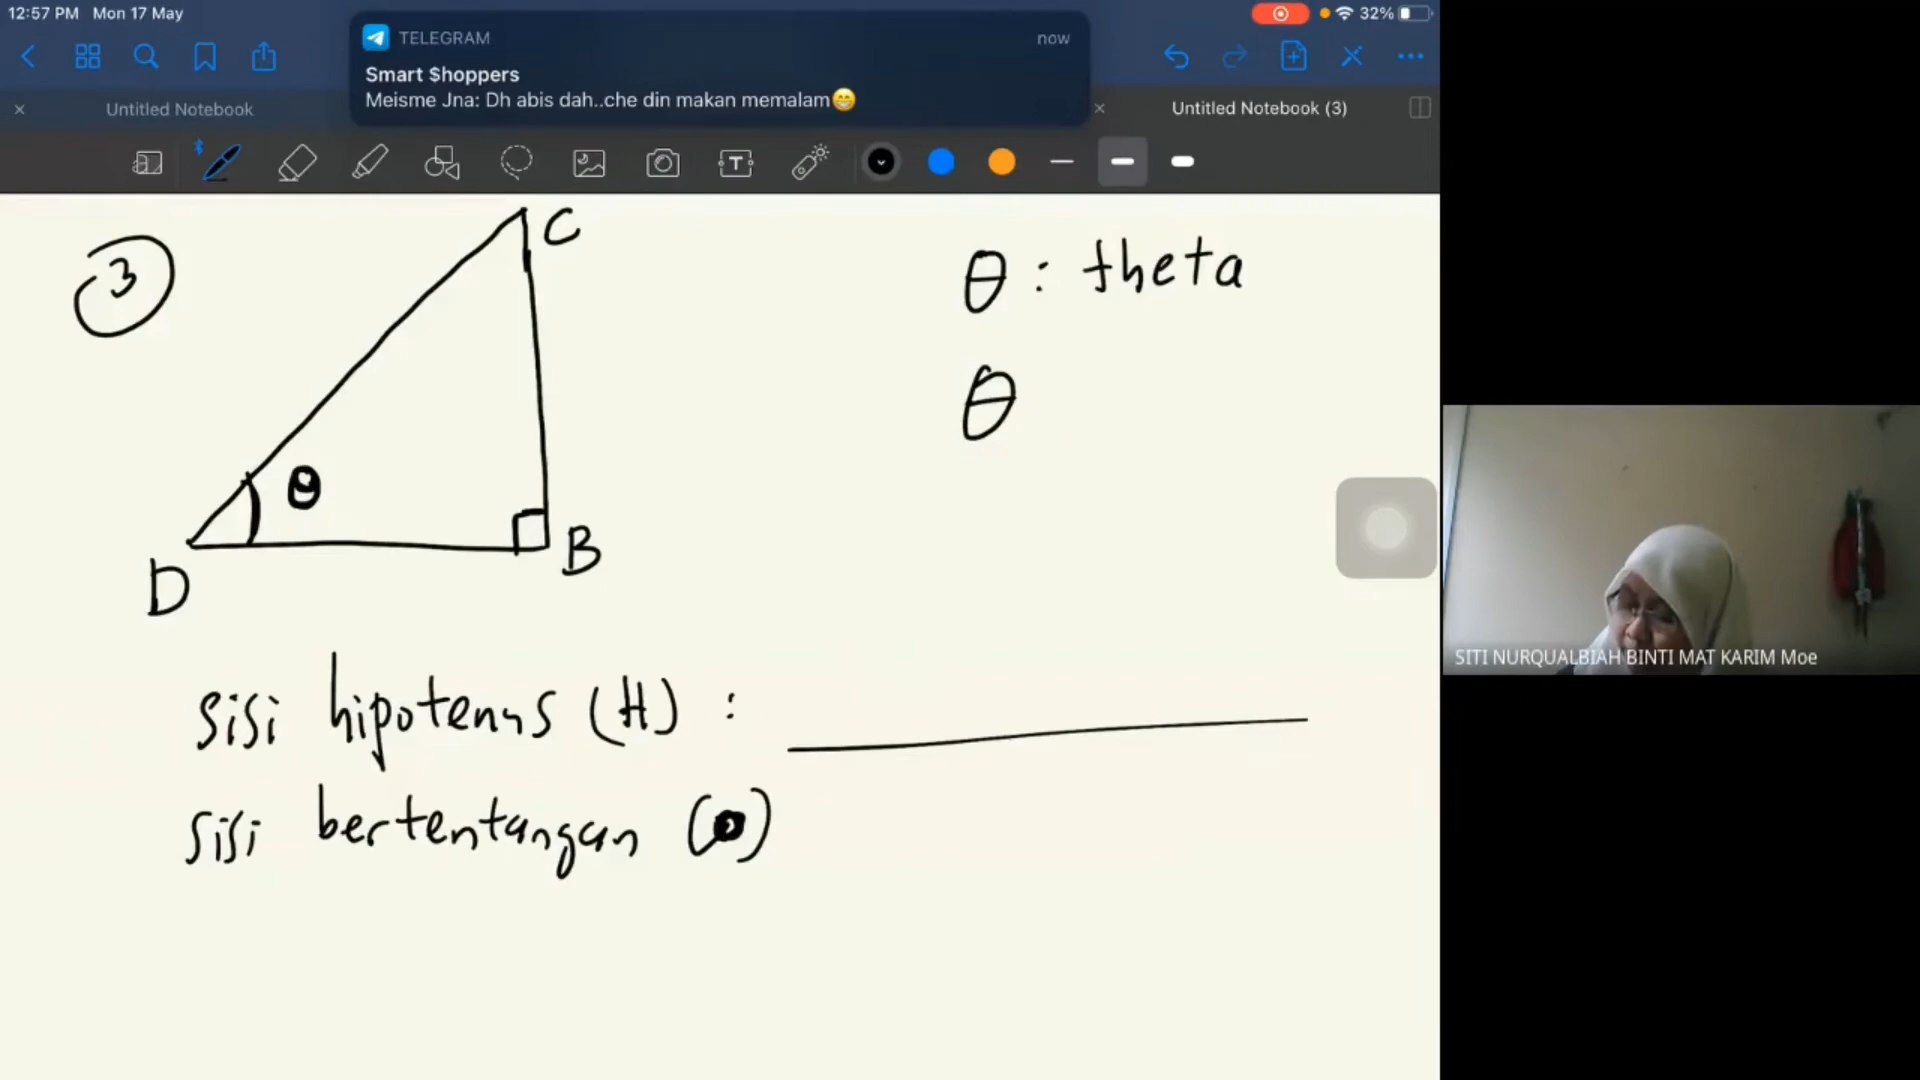 12:57 PM Mon 17 May
32%
TELEGRAM
now
Smart $hoppers
Meisme Jna: Dh abis dah..che din makan memalam😁
Untitled Notebook
Untitled Notebook (3)
T
3
C
θ : theta
θ
θ
D
B
sisi hipotenus (H) :
sisi bertentangan (O)
SITI NURQUALBIAH BINTI MAT KARIM Moe